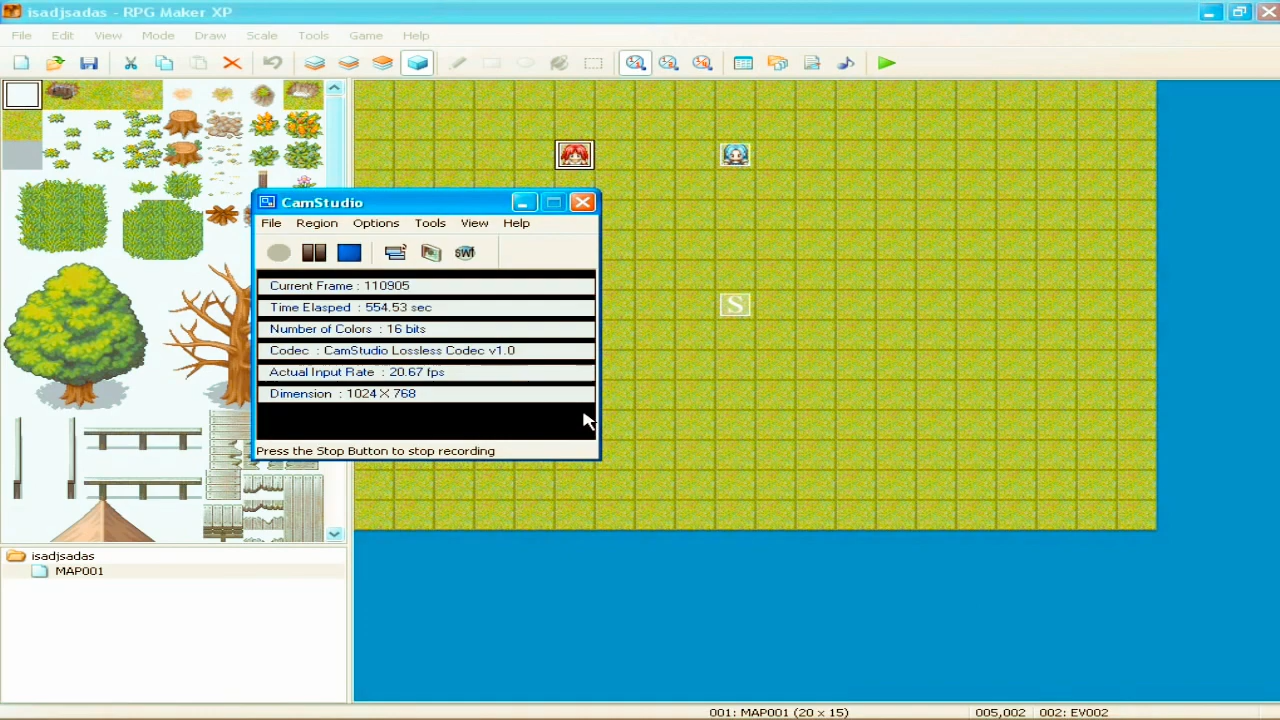 isadjsadas - RPG Maker XP
File Edit View Mode Draw Scale Tools Game Help
S
CamStudio
File Region Options Tools View Help
SWf
Current Frame : 110905
Time Elasped : 554.53 sec
Number of Colors : 16 bits
Codec : CamStudio Lossless Codec v1.0
Actual Input Rate : 20.67 fps
Dimension : 1024 X 768
Press the Stop Button to stop recording
isadjsadas
MAP001
001: MAP001 (20 x 15) 005,002 002: EV002